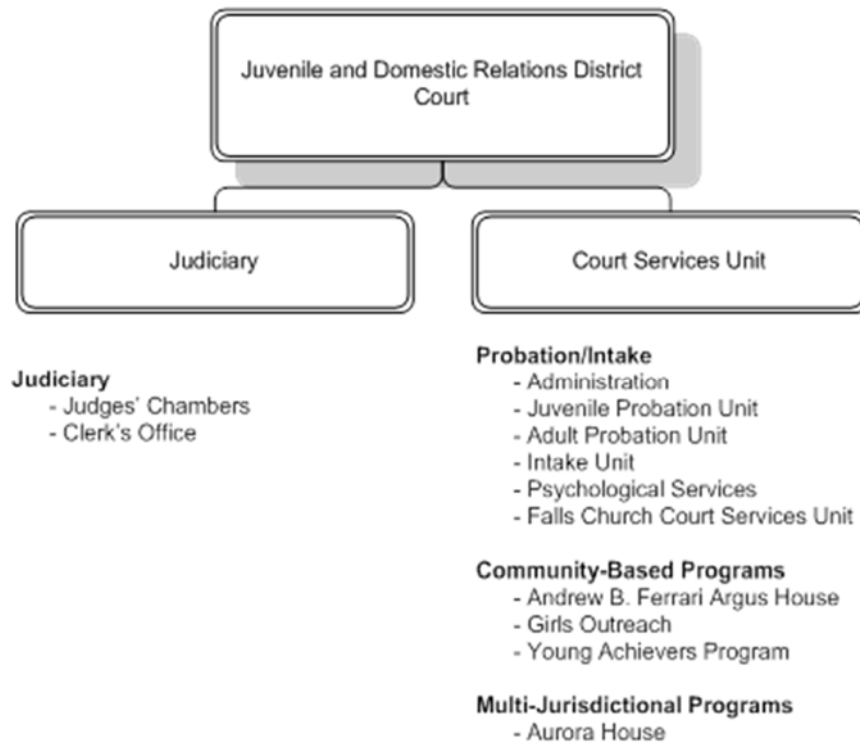 Juvenile and Domestic Relations District
Court
Judiciary
Court Services Unit
Judiciary
- Judges' Chambers
- Clerk's Office
Probation/Intake
- Administration
- Juvenile Probation Unit
- Adult Probation Unit
- Intake Unit
- Psychological Services
- Falls Church Court Services Unit
Community-Based Programs
- Andrew B. Ferrari Argus House
- Girls Outreach
- Young Achievers Program
Multi-Jurisdictional Programs
- Aurora House